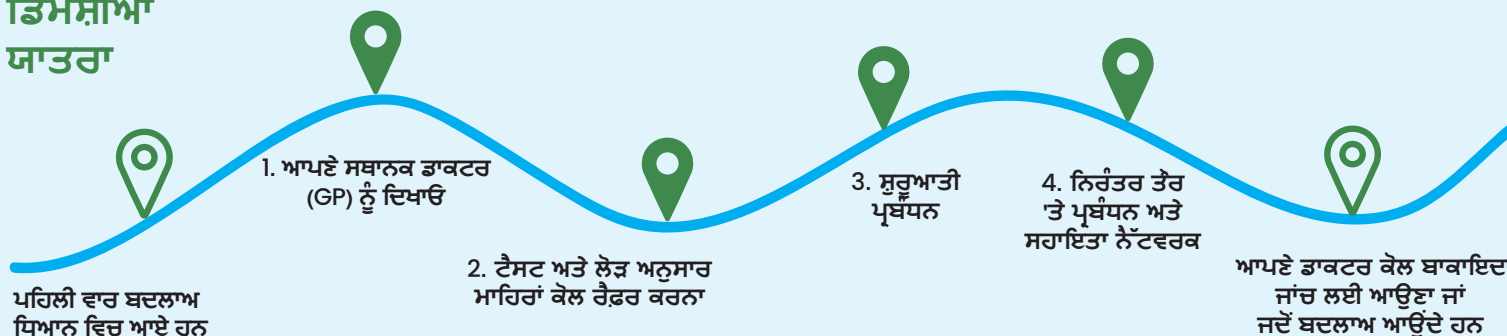 ਡਿਮੇਂਸ਼ੀਆ
ਯਾਤਰਾ
ਪਹਿਲੀ ਵਾਰ ਬਦਲਾਅ
ਧਿਆਨ ਵਿਚ ਆਏ ਹਨ
1. ਆਪਣੇ ਸਥਾਨਕ ਡਾਕਟਰ
(GP) ਨੂੰ ਦਿਖਾਓ
2. ਟੈਸਟ ਅਤੇ ਲੋੜ ਅਨੁਸਾਰ
ਮਾਹਿਰਾਂ ਕੋਲ ਰੈਫ਼ਰ ਕਰਨਾ
3. ਸ਼ੁਰੂਆਤੀ
ਪ੍ਰਬੰਧਨ
4. ਨਿਰੰਤਰ ਤੌਰ
'ਤੇ ਪ੍ਰਬੰਧਨ ਅਤੇ
ਸਹਾਇਤਾ ਨੈੱਟਵਰਕ
ਆਪਣੇ ਡਾਕਟਰ ਕੋਲ ਬਾਕਾਇਦਾ
ਜਾਂਚ ਲਈ ਆਉਣਾ ਜਾਂ
ਜਦੋਂ ਬਦਲਾਅ ਆਉਂਦੇ ਹਨ